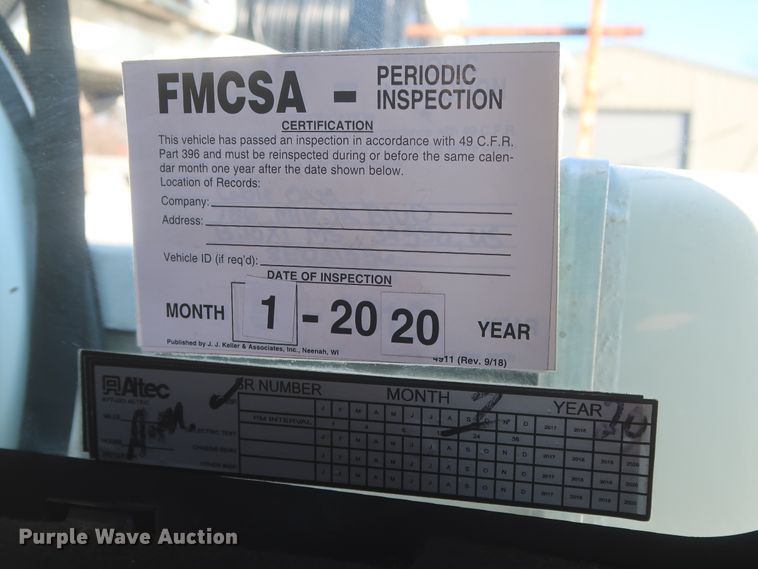 FMCSA - PERIODIC INSPECTION
CERTIFICATION
This vehicle has passed an inspection in accordance with 49 C.F.R.
Part 396 and must be reinspected during or before the same calen-
dar month one year after the date shown below.
Location of Records:
Company:
Address:
Vehicle ID (if req'd):
DATE OF INSPECTION
MONTH 1 - 20 20 YEAR
Published by J. J. Keller & Associates, Inc., Neenah, WI
4911 (Rev. 9/18)
Altec
SR NUMBER MONTH YEAR
PM INTERVAL J F M A M J J A S O N D 2017 2018
J F M A M J J A S O N D 2017 2018 2019 2020
J F M A M J J A S O N D 2017 2018 2019 2020
J F M A M J J A S O N D 2017 2018 2019 2020
Purple Wave Auction